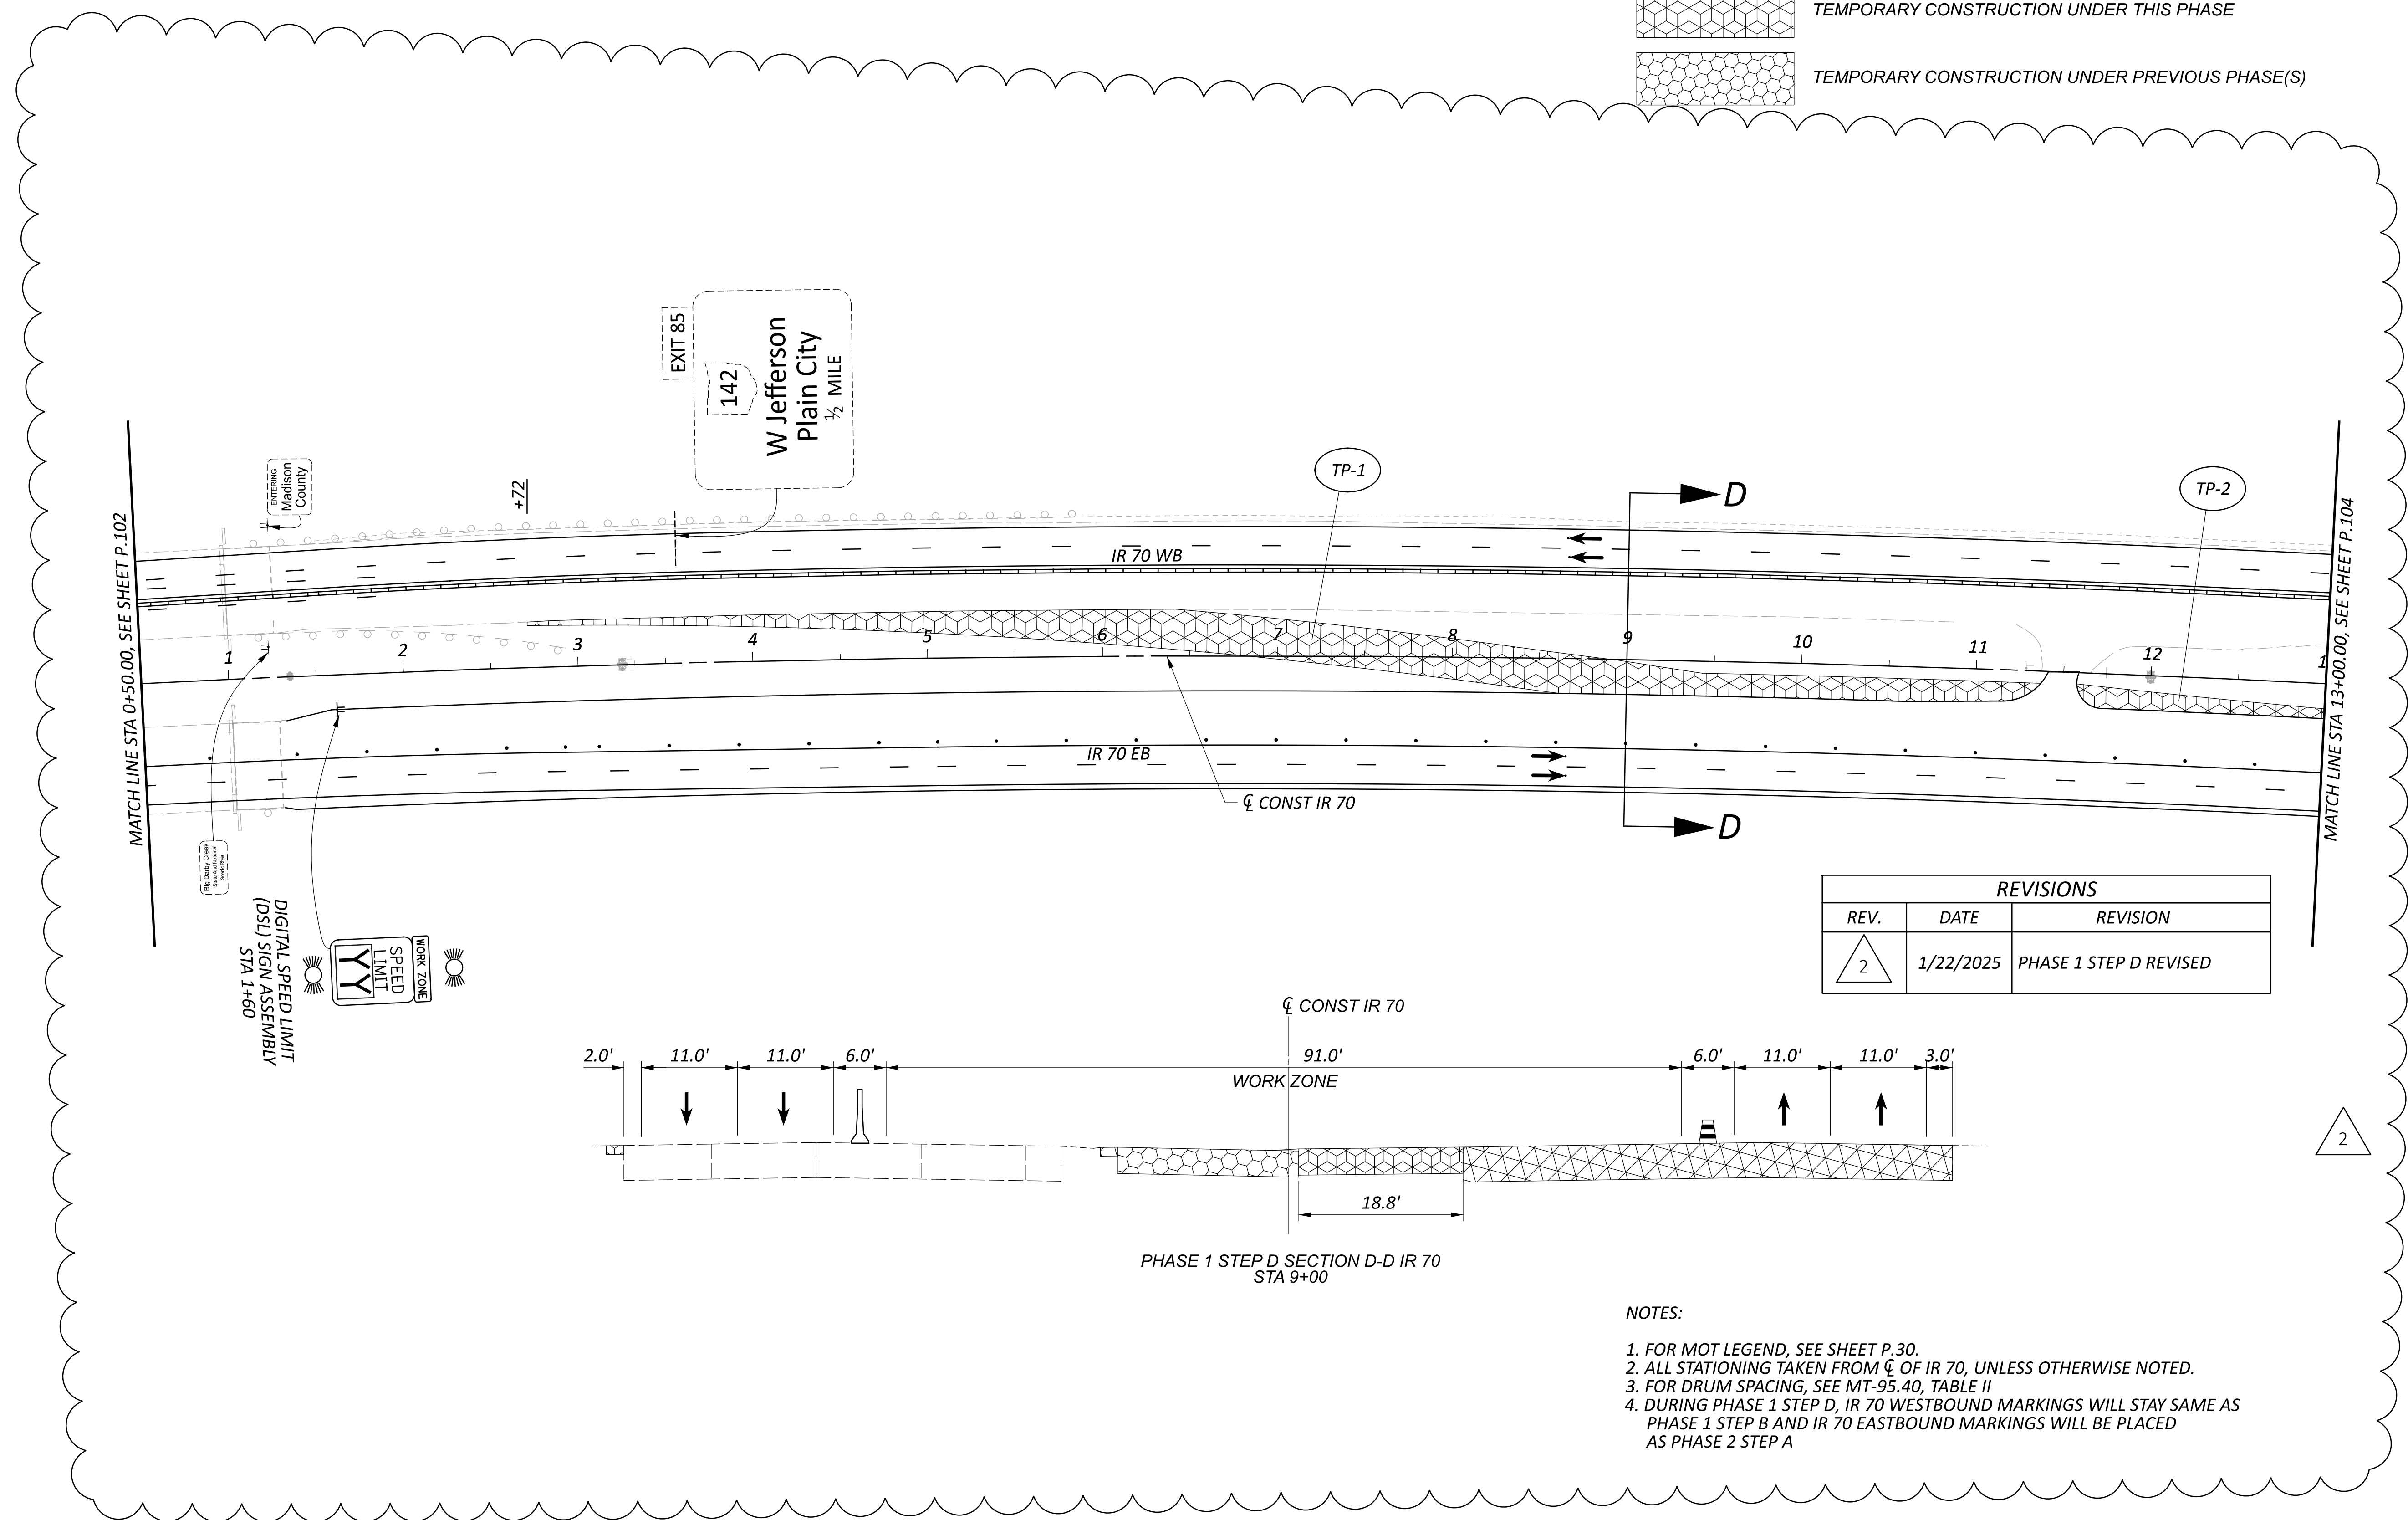 TEMPORARY CONSTRUCTION UNDER THIS PHASE
TEMPORARY CONSTRUCTION UNDER PREVIOUS PHASE(S)
EXIT 85
142
W Jefferson
Plain City
½ MILE
ENTERING
Madison
County
+72
TP-1
TP-2
D
D
MATCH LINE STA 0+50.00, SEE SHEET P.102
MATCH LINE STA 13+00.00, SEE SHEET P.104
IR 70 WB
1
2
3
4
5
6
7
8
9
10
11
12
1
IR 70 EB
℄ CONST IR 70
Big Darby Creek
State And National
Scenic River
DIGITAL SPEED LIMIT
(DSL) SIGN ASSEMBLY
STA 1+60
WORK ZONE
SPEED
LIMIT
YY
REVISIONS
REV. DATE REVISION
2 1/22/2025 PHASE 1 STEP D REVISED
℄ CONST IR 70
2.0' 11.0' 11.0' 6.0' 91.0' 6.0' 11.0' 11.0' 3.0'
WORK ZONE
18.8'
2
PHASE 1 STEP D SECTION D-D IR 70
STA 9+00
NOTES:
1. FOR MOT LEGEND, SEE SHEET P.30.
2. ALL STATIONING TAKEN FROM ℄ OF IR 70, UNLESS OTHERWISE NOTED.
3. FOR DRUM SPACING, SEE MT-95.40, TABLE II
4. DURING PHASE 1 STEP D, IR 70 WESTBOUND MARKINGS WILL STAY SAME AS
PHASE 1 STEP B AND IR 70 EASTBOUND MARKINGS WILL BE PLACED
AS PHASE 2 STEP A